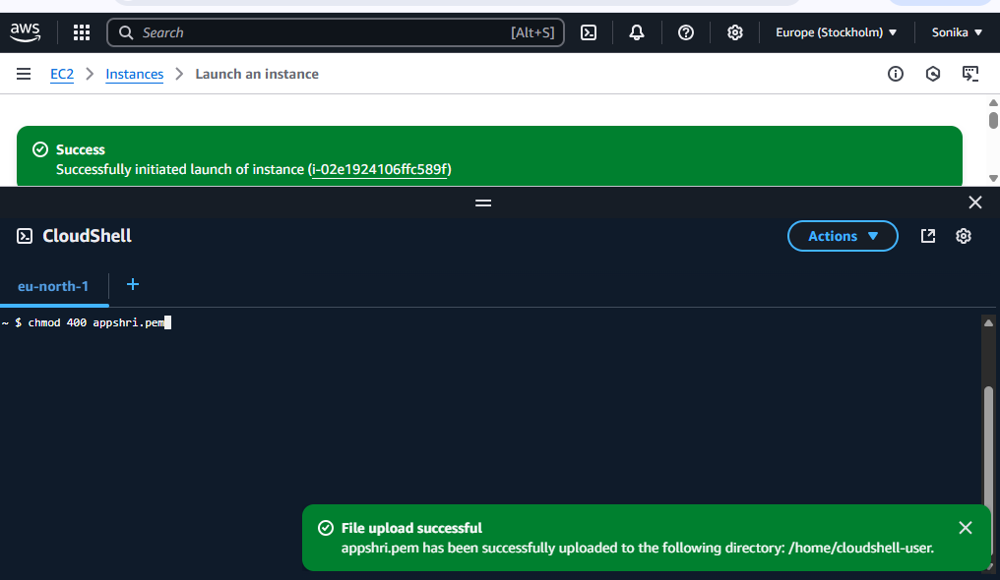 aws
Search [Alt+S] Europe (Stockholm) Sonika
EC2 Instances Launch an instance
Success
Successfully initiated launch of instance (i-02e1924106ffc589f)
CloudShell
Actions
eu-north-1 +
~ $ chmod 400 appshri.pem
File upload successful
appshri.pem has been successfully uploaded to the following directory: /home/cloudshell-user.